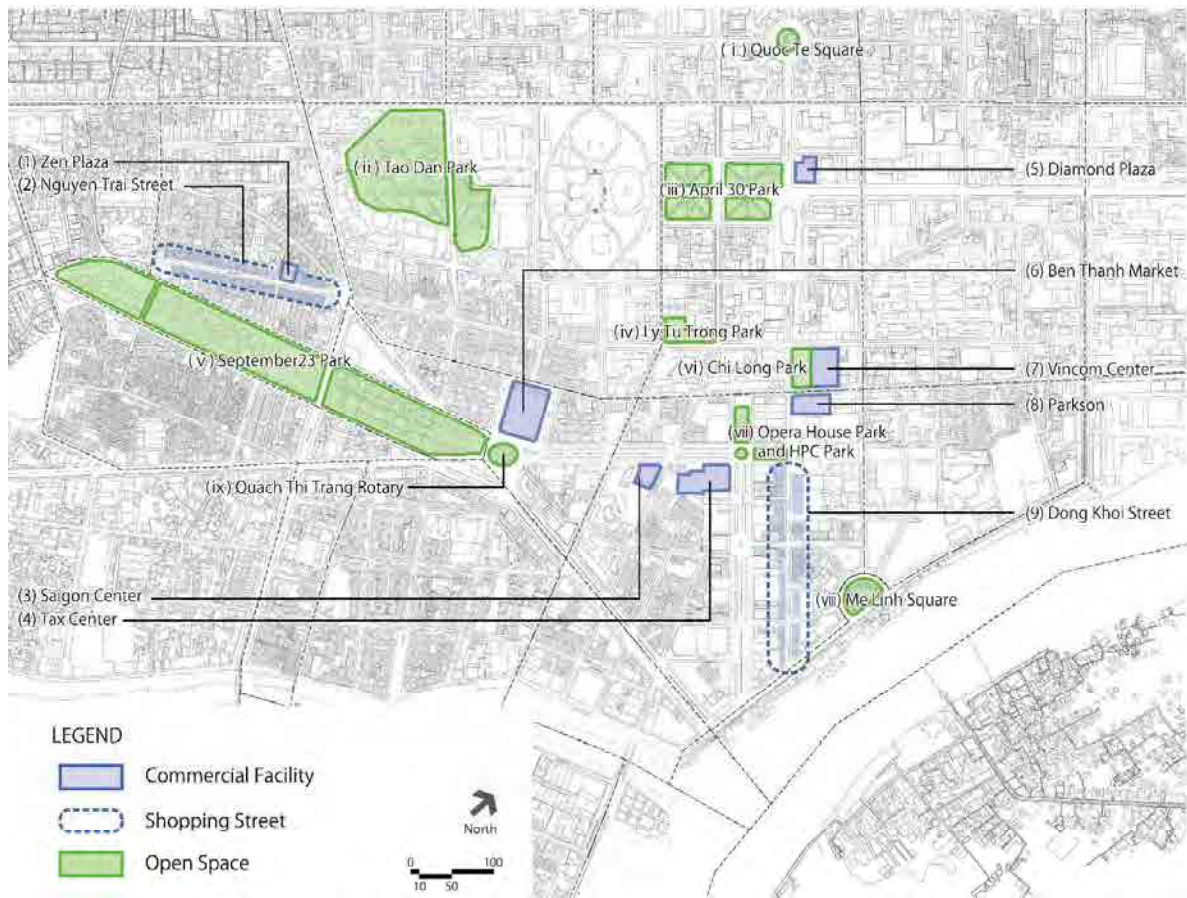 ( i ) Quoc Te Square
(1) Zen Plaza
(2) Nguyen Trai Street
(ii) Tao Dan Park
(iii) April 30 Park
(5) Diamond Plaza
(6) Ben Thanh Market
(iv) I y Tu Trong Park
(v) September23 Park
(vi) Chi Long Park
(7) Vincom Center
(8) Parkson
(vii) Opera House Park
and HPC Park
(ix) Quach Thi Trang Rotary
(9) Dong Khoi Street
(3) Saigon Center
(4) Tax Center
(vii) Me Linh Square
LEGEND
Commercial Facility
Shopping Street
Open Space
North
0 100
10 50